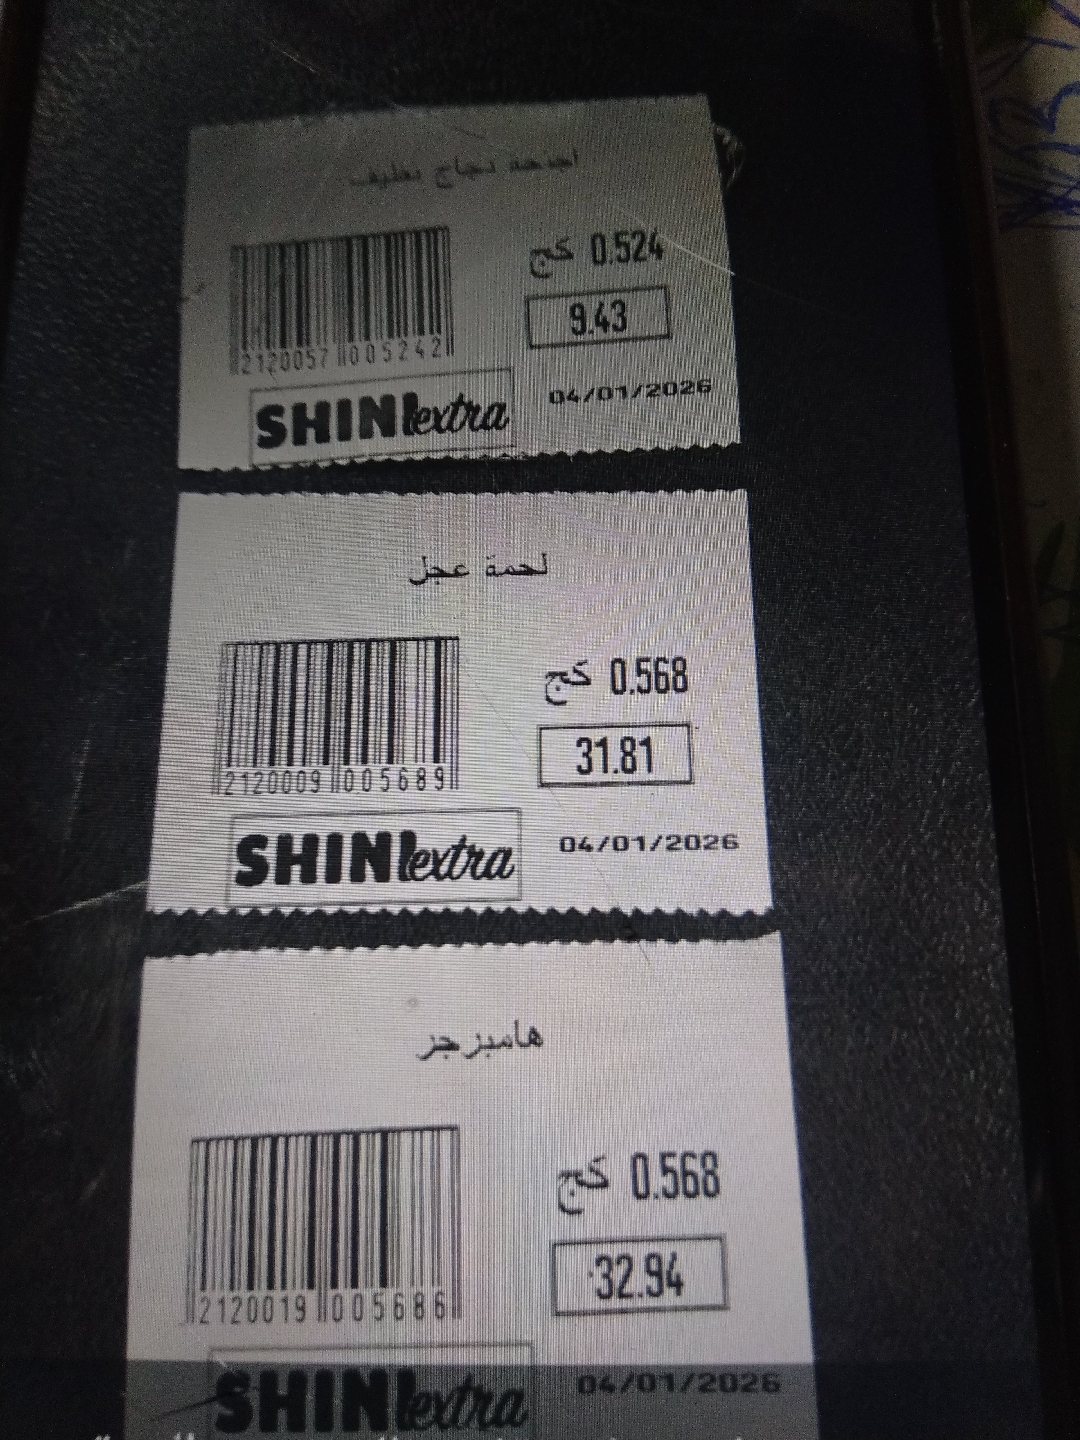 اجنحة دجاج نظيف
كج 0.524
9.43
2120057 005242
04/01/2026
SHINI extra
لحمة عجل
كج 0.568
31.81
2120009 005689
04/01/2026
SHINI extra
هامبرجر
كج 0.568
32.94
2120019 005686
04/01/2026
SHINI extra